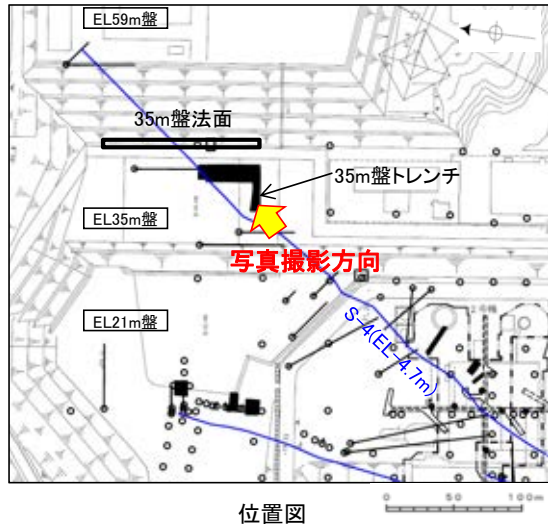 EL59m盤
35m盤法面
35m盤トレンチ
EL35m盤
写真撮影方向
EL21m盤
S-4(EL-4.7m)
位置図
0 50 100m